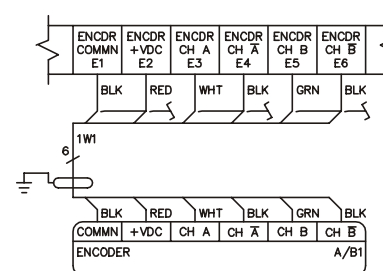 ENCDR ENCDR ENCDR ENCDR ENCDR ENCDR
COMMN +VDC CH A CH A̅ CH B CH B̅
E1 E2 E3 E4 E5 E6
BLK RED WHT BLK GRN BLK
1W1
6
BLK RED WHT BLK GRN BLK
COMMN +VDC CH A CH A̅ CH B CH B̅
ENCODER A/B1